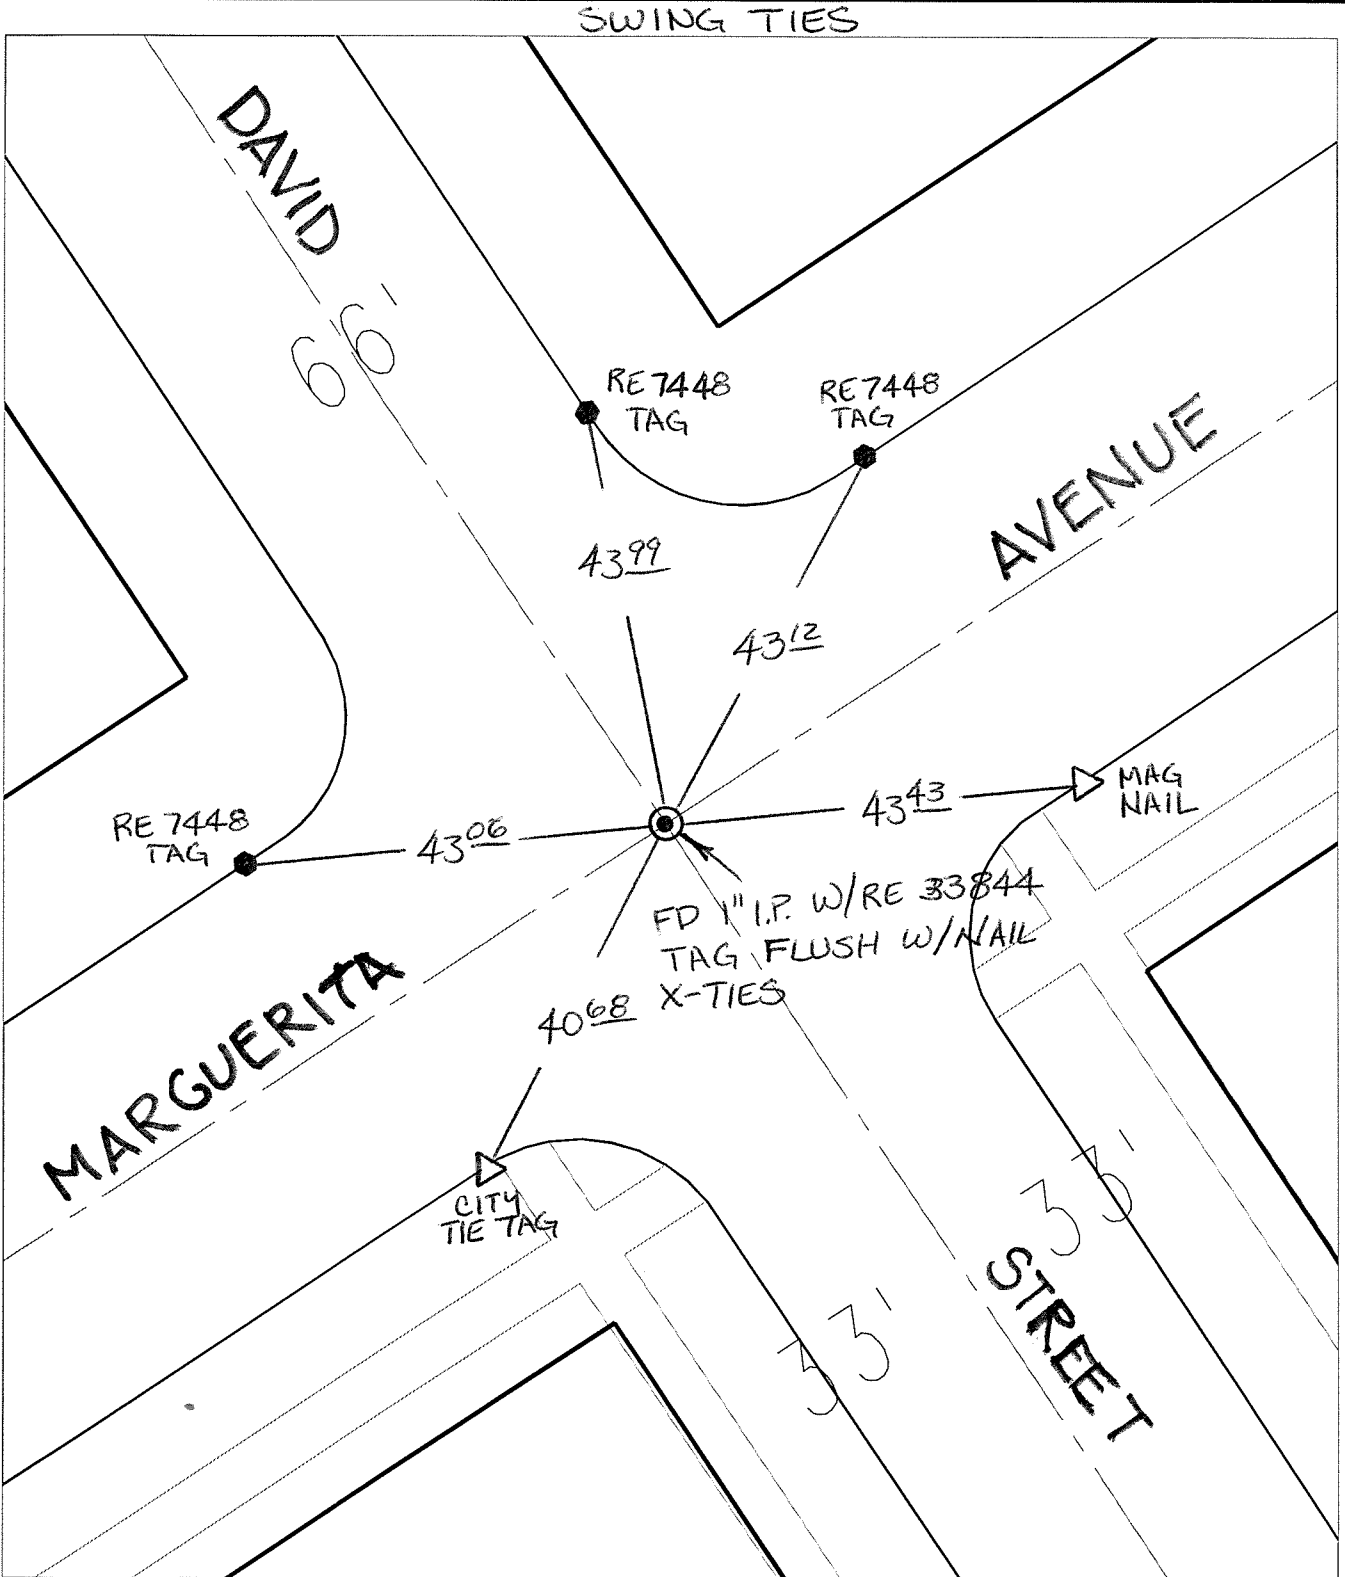 SWING TIES
DAVID
66'
RE 7448
TAG
RE 7448
TAG
AVENUE
43 99
43 12
MAG
NAIL
43 43
RE 7448
TAG
43 06
FD 1" I.P. W/RE 33844
TAG FLUSH W/NAIL
X-TIES
40 68
MARGUERITA
CITY
TIE TAG
33'
33'
STREET